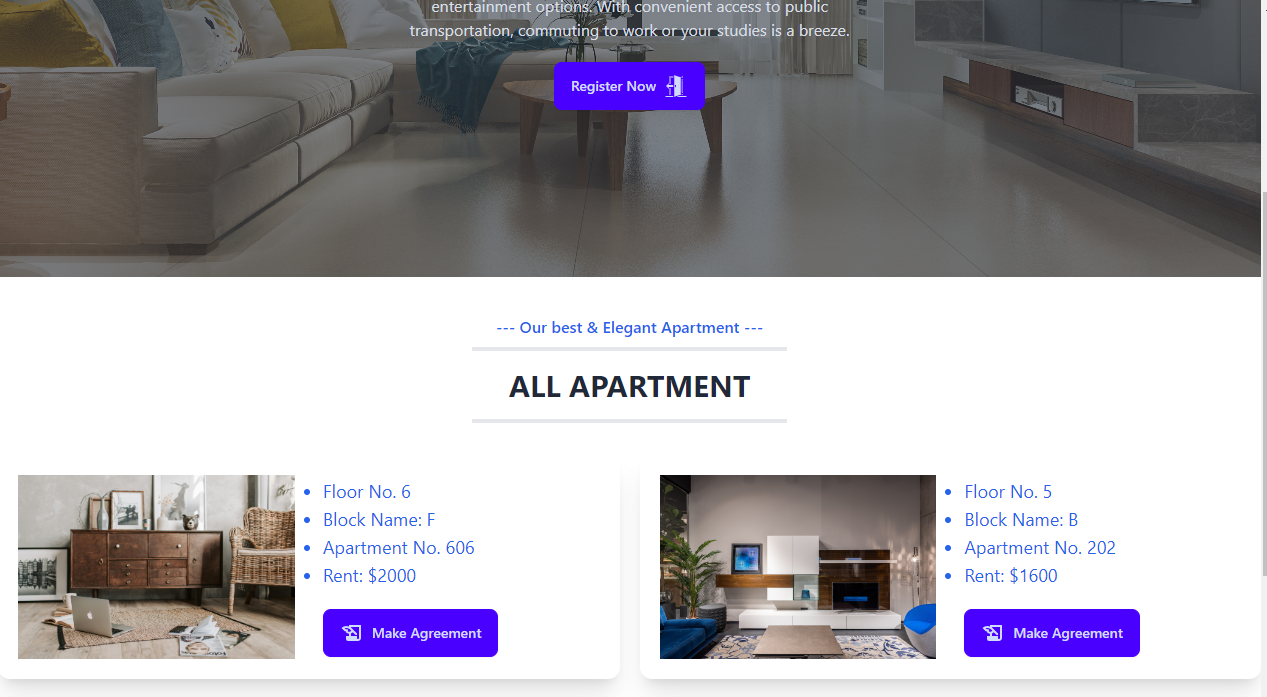 entertainment options. With convenient access to public
transportation, commuting to work or your studies is a breeze.
Register Now
--- Our best & Elegant Apartment ---
ALL APARTMENT
Floor No. 6
Block Name: F
Apartment No. 606
Rent: $2000
Make Agreement
Floor No. 5
Block Name: B
Apartment No. 202
Rent: $1600
Make Agreement